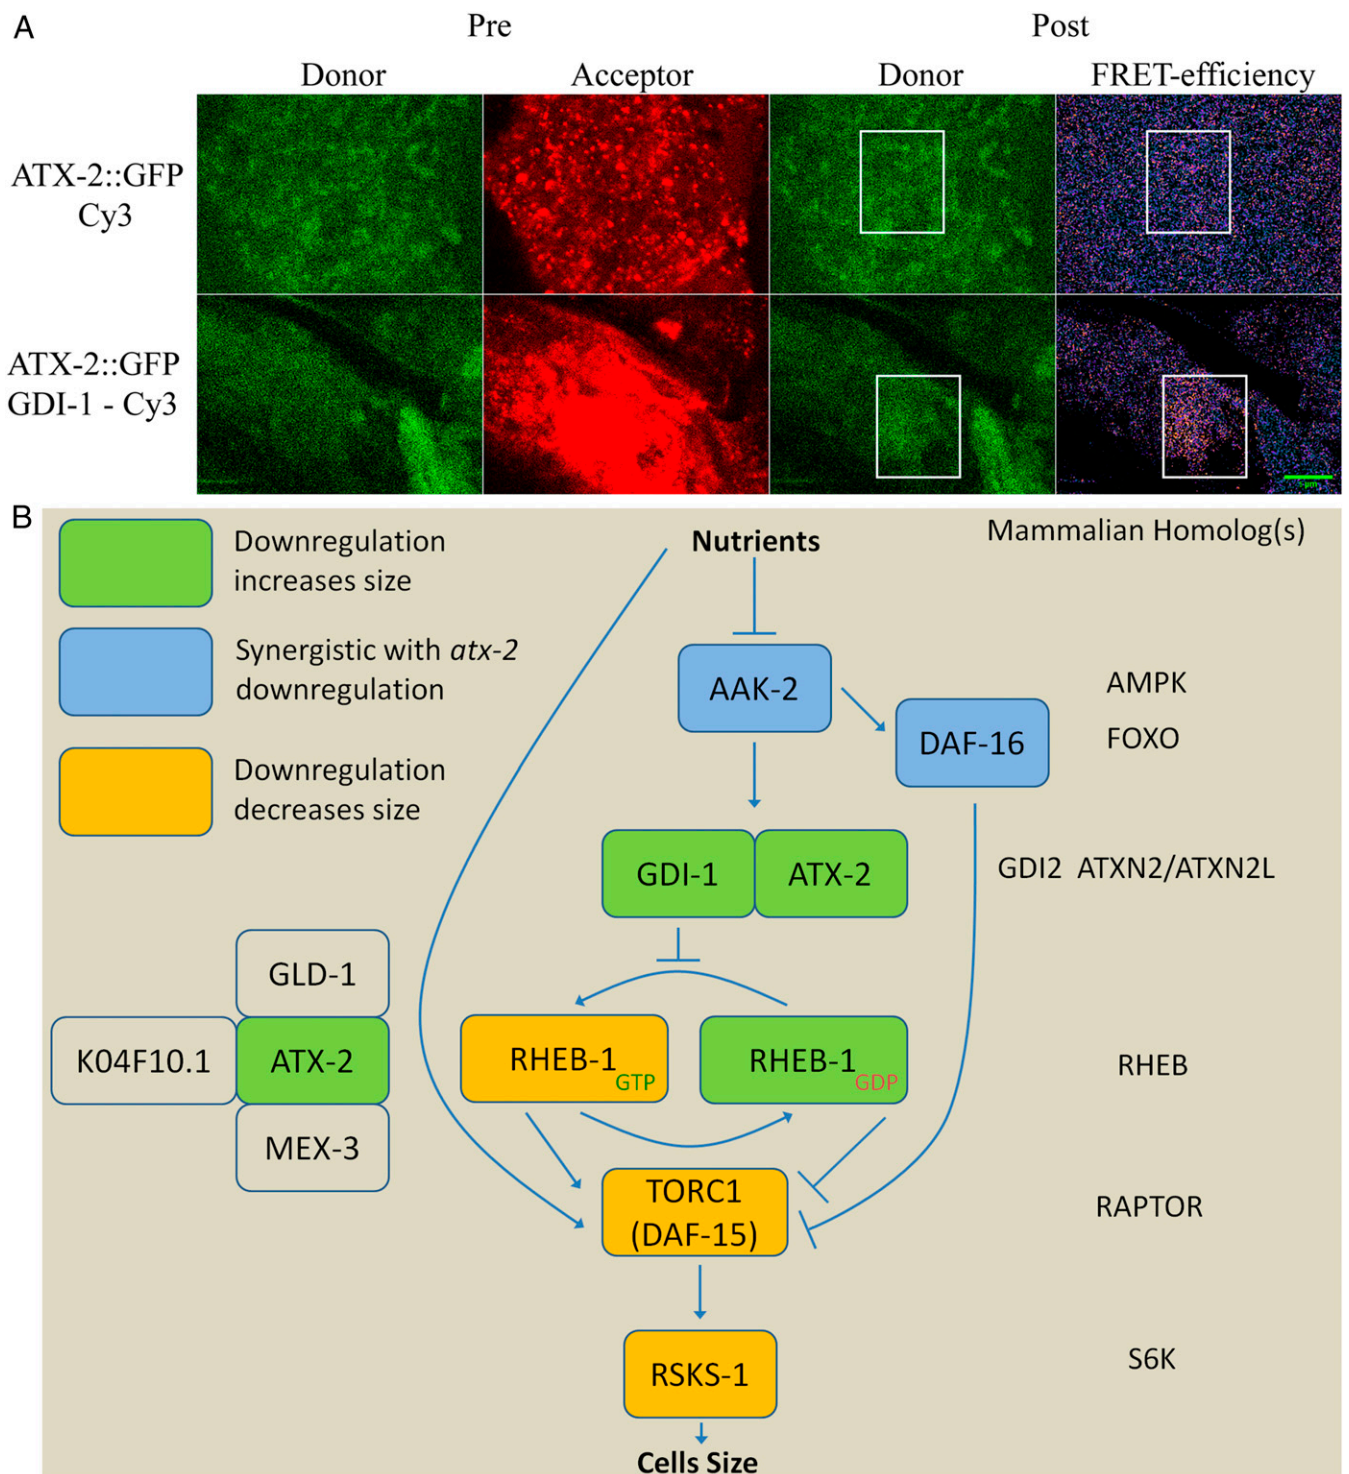 A
Pre
Post
Donor
Acceptor
Donor
FRET-efficiency
ATX-2::GFP
Cy3
ATX-2::GFP
GDI-1 - Cy3
B
Downregulation
increases size
Nutrients
Mammalian Homolog(s)
Synergistic with atx-2
downregulation
AAK-2
AMPK
DAF-16
FOXO
Downregulation
decreases size
GDI-1
ATX-2
GDI2 ATXN2/ATXN2L
GLD-1
K04F10.1
ATX-2
MEX-3
RHEB-1 GTP
RHEB-1 GDP
RHEB
TORC1
(DAF-15)
RAPTOR
RSKS-1
S6K
Cells Size